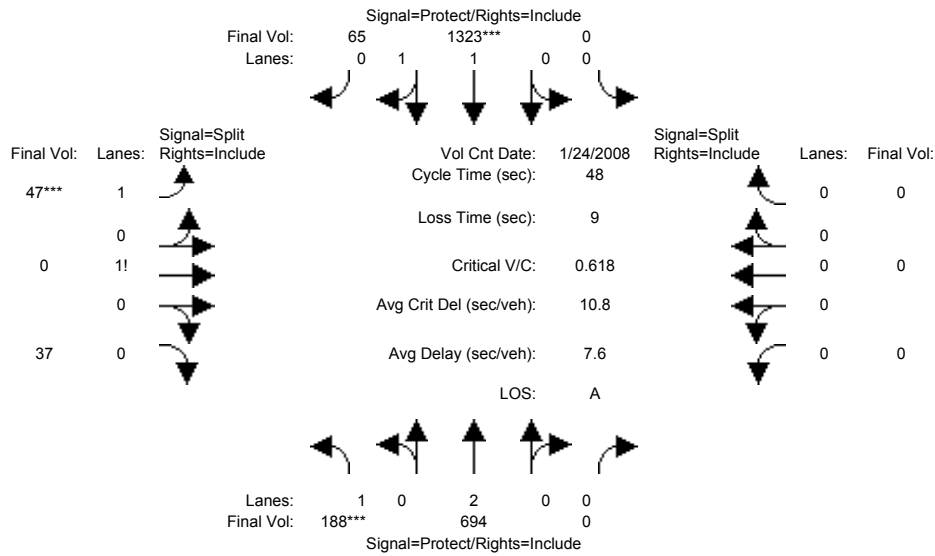 Signal=Protect/Rights=Include
Final Vol: 65 1323*** 0
Lanes: 0 1 1 0 0
Signal=Split
Final Vol: Lanes: Rights=Include
Vol Cnt Date: 1/24/2008
Signal=Split
Rights=Include Lanes: Final Vol:
Cycle Time (sec): 48
47*** 1
0 0
Loss Time (sec): 9
0
0
0 1!
Critical V/C: 0.618
0 0
0
Avg Crit Del (sec/veh): 10.8
0
37 0
Avg Delay (sec/veh): 7.6
0 0
LOS: A
Lanes: 1 0 2 0 0
Final Vol: 188*** 694 0
Signal=Protect/Rights=Include